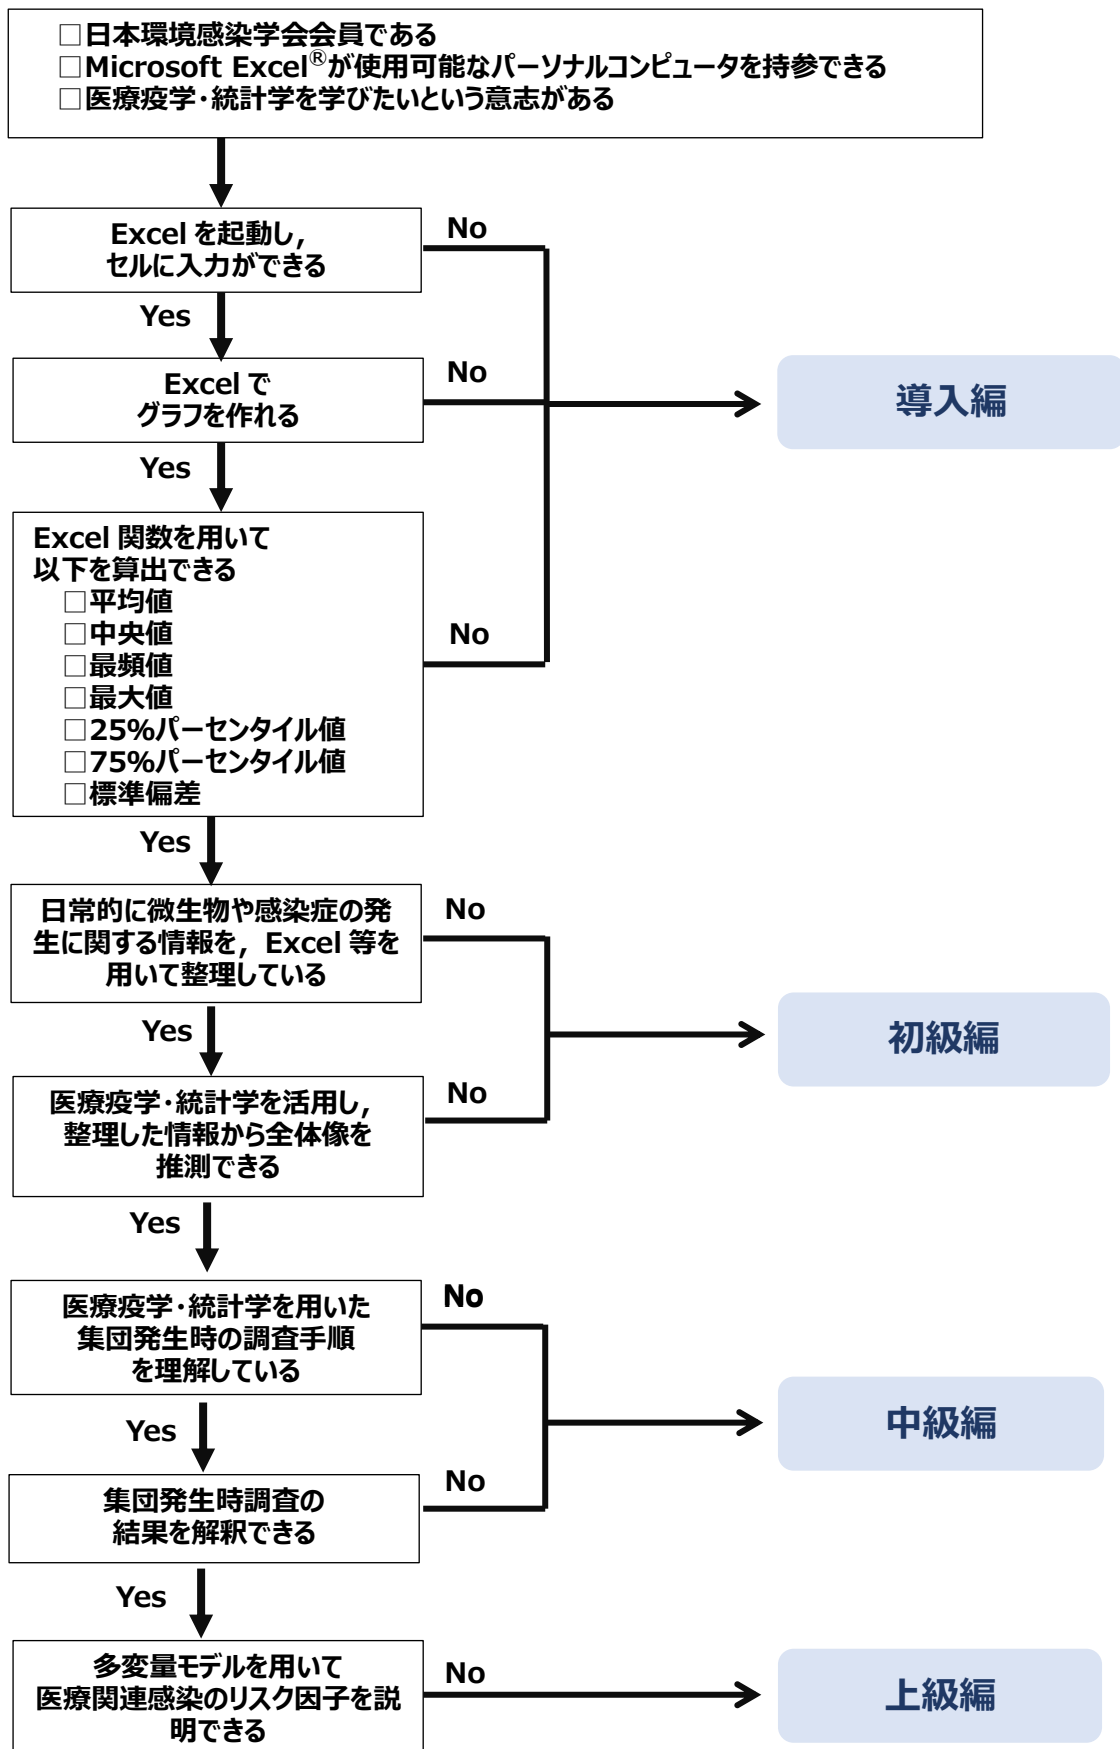 □日本環境感染学会会員である
□Microsoft Excel®が使用可能なパーソナルコンピュータを持参できる
□医療疫学・統計学を学びたいという意志がある
Excel を起動し,
セルに入力ができる
No
Yes
Excel で
グラフを作れる
No
導入編
Yes
Excel 関数を用いて
以下を算出できる
□平均値
□中央値
□最頻値
□最大値
□25%パーセンタイル値
□75%パーセンタイル値
□標準偏差
No
Yes
日常的に微生物や感染症の発
生に関する情報を, Excel 等を
用いて整理している
No
初級編
Yes
医療疫学・統計学を活用し,
整理した情報から全体像を
推測できる
No
Yes
医療疫学・統計学を用いた
集団発生時の調査手順
を理解している
No
中級編
Yes
集団発生時調査の
結果を解釈できる
No
Yes
多変量モデルを用いて
医療関連感染のリスク因子を説
明できる
No
上級編